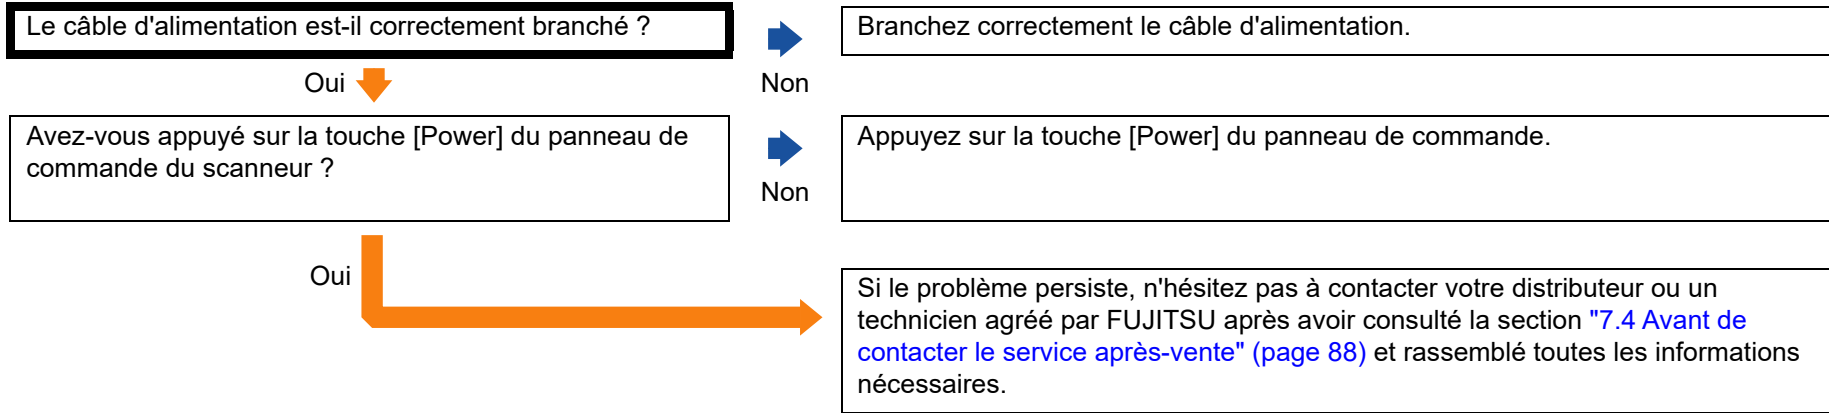 Le câble d'alimentation est-il correctement branché ?
Branchez correctement le câble d'alimentation.
Oui
Non
Avez-vous appuyé sur la touche [Power] du panneau de
commande du scanneur ?
Appuyez sur la touche [Power] du panneau de commande.
Non
Oui
Si le problème persiste, n'hésitez pas à contacter votre distributeur ou un
technicien agréé par FUJITSU après avoir consulté la section "7.4 Avant de
contacter le service après-vente" (page 88) et rassemblé toutes les informations
nécessaires.